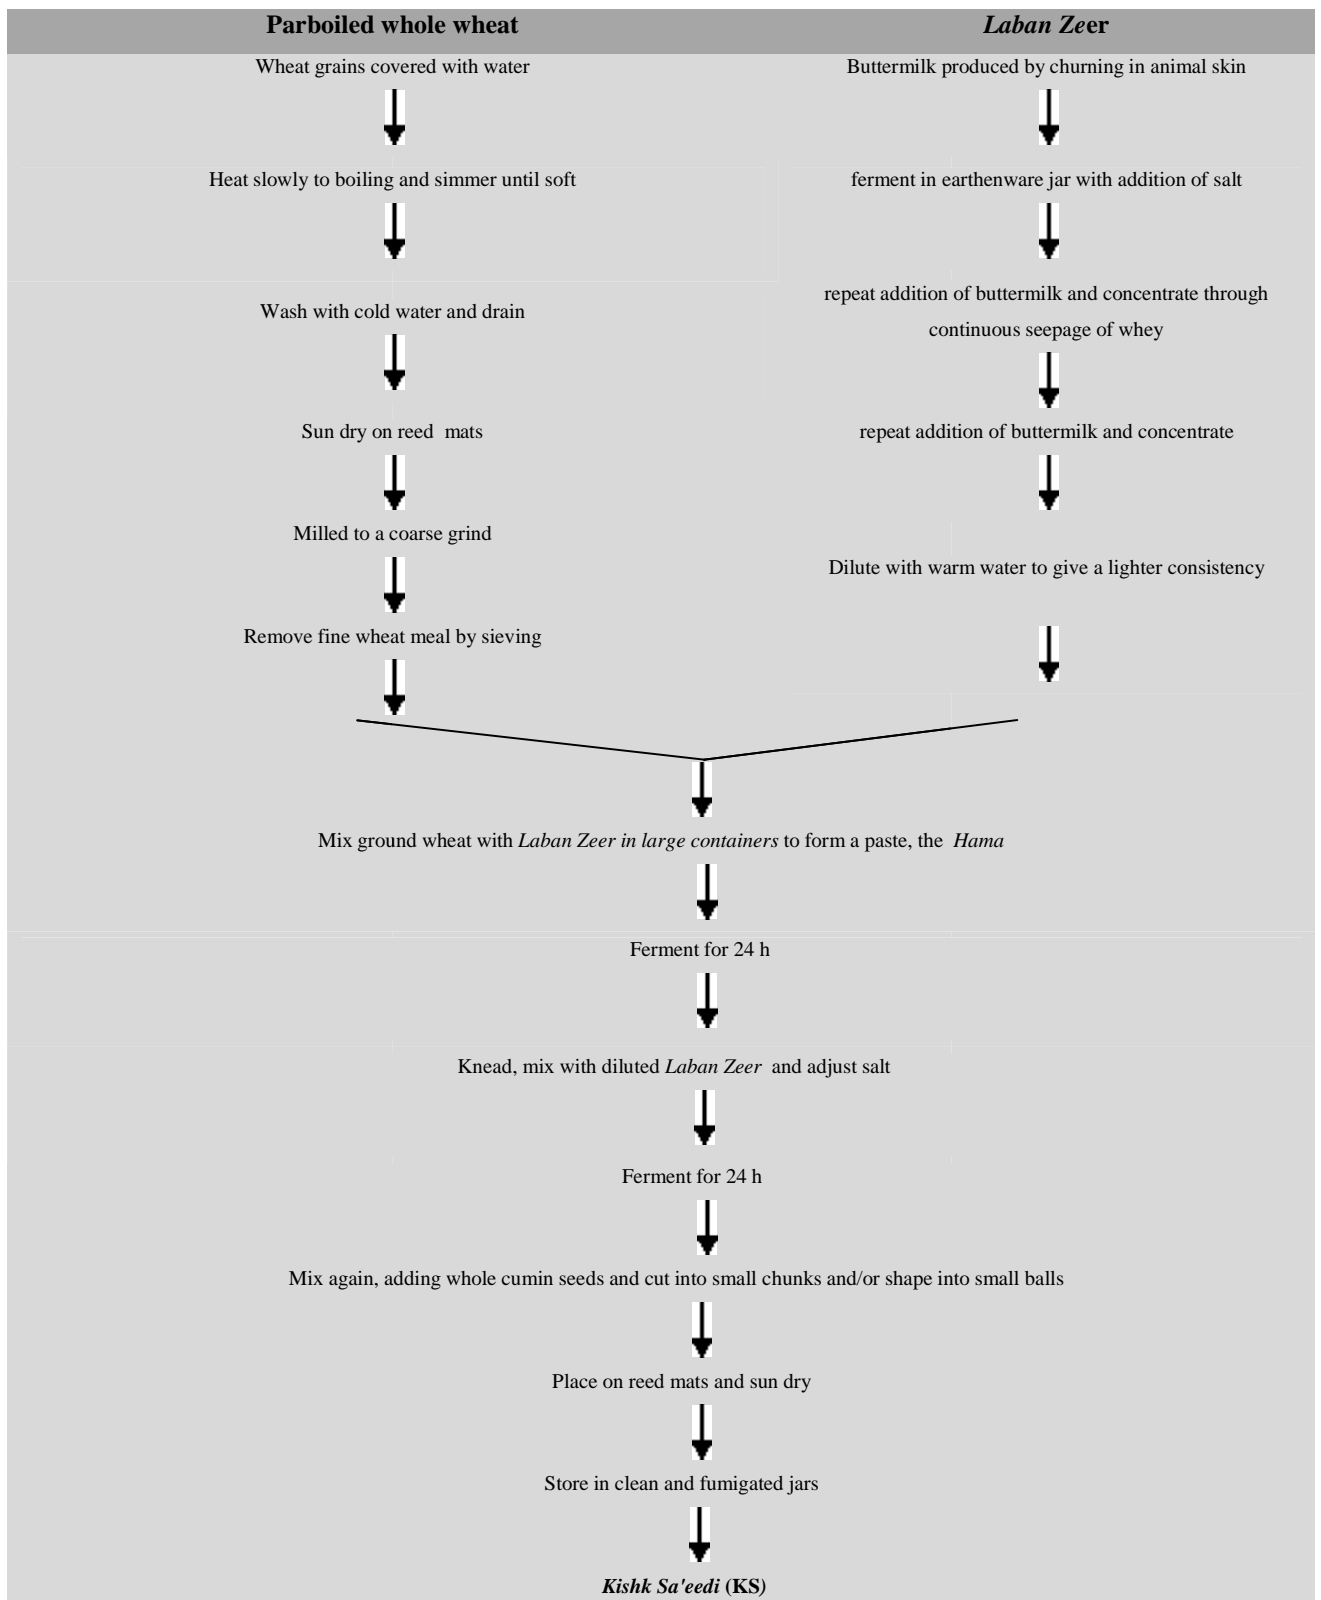 Parboiled whole wheat
Laban Zeer
Wheat grains covered with water
Buttermilk produced by churning in animal skin
Heat slowly to boiling and simmer until soft
ferment in earthenware jar with addition of salt
Wash with cold water and drain
repeat addition of buttermilk and concentrate through
continuous seepage of whey
Sun dry on reed mats
repeat addition of buttermilk and concentrate
Milled to a coarse grind
Dilute with warm water to give a lighter consistency
Remove fine wheat meal by sieving
Mix ground wheat with Laban Zeer in large containers to form a paste, the Hama
Ferment for 24 h
Knead, mix with diluted Laban Zeer and adjust salt
Ferment for 24 h
Mix again, adding whole cumin seeds and cut into small chunks and/or shape into small balls
Place on reed mats and sun dry
Store in clean and fumigated jars
Kishk Sa'eedi (KS)